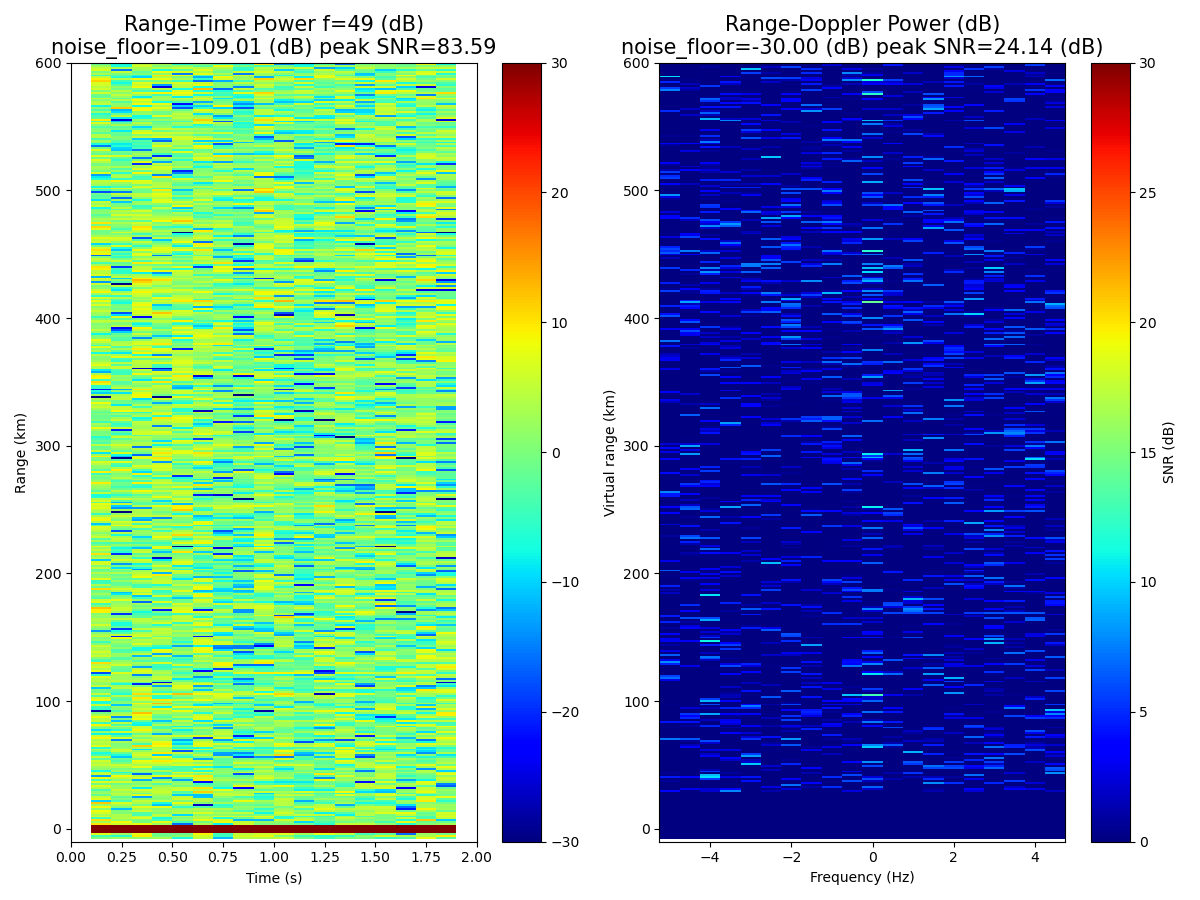 Range-Time Power f=49 (dB)
noise_floor=-109.01 (dB) peak SNR=83.59
600
500
400
300
200
100
0
Range (km)
0.00 0.25 0.50 0.75 1.00 1.25 1.50 1.75 2.00
Time (s)
30
20
10
0
−10
−20
−30
Range-Doppler Power (dB)
noise_floor=-30.00 (dB) peak SNR=24.14 (dB)
600
500
400
300
200
100
0
Virtual range (km)
−4 −2 0 2 4
Frequency (Hz)
30
25
20
15
10
5
0
SNR (dB)